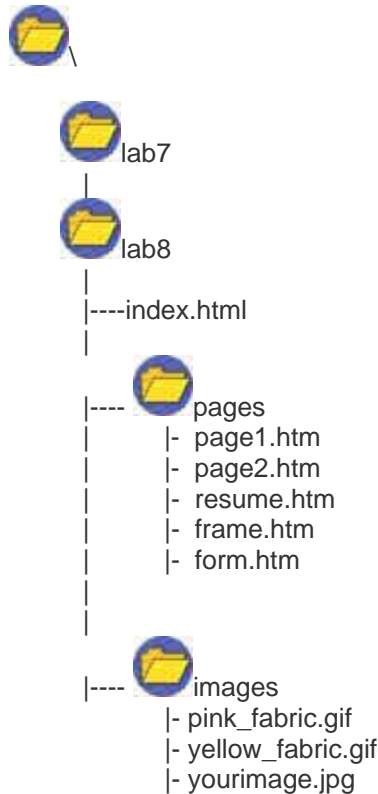 \
lab7
|
lab8
|
|----index.html
|
|---- pages
| |- page1.htm
| |- page2.htm
| |- resume.htm
| |- frame.htm
| |- form.htm
|
|
|---- images
|- pink_fabric.gif
|- yellow_fabric.gif
|- yourimage.jpg